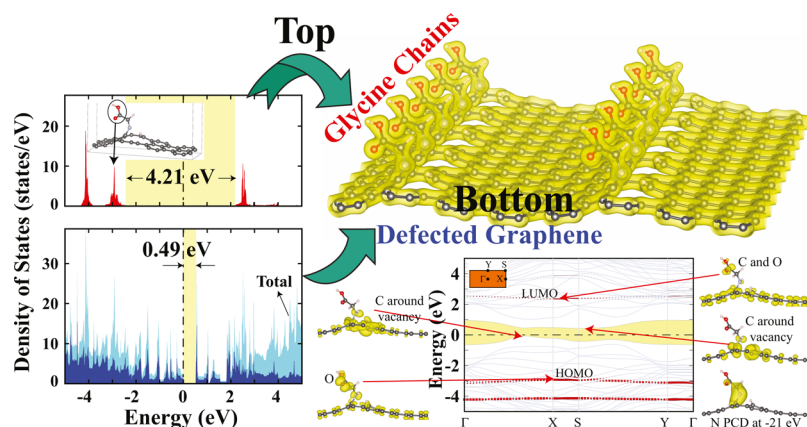 Top
Glycine Chains
Bottom
Defected Graphene
Density of States (states/eV)
20
10
0
4.21 eV
30
20
10
0
0.49 eV
Total
-4 -2 0 2 4
Energy (eV)
C around
vacancy
O
Energy (eV)
4
2
0
-2
-4
Y S
Γ X
LUMO
HOMO
Γ X S Y Γ
C and O
C around
vacancy
N PCD at -21 eV